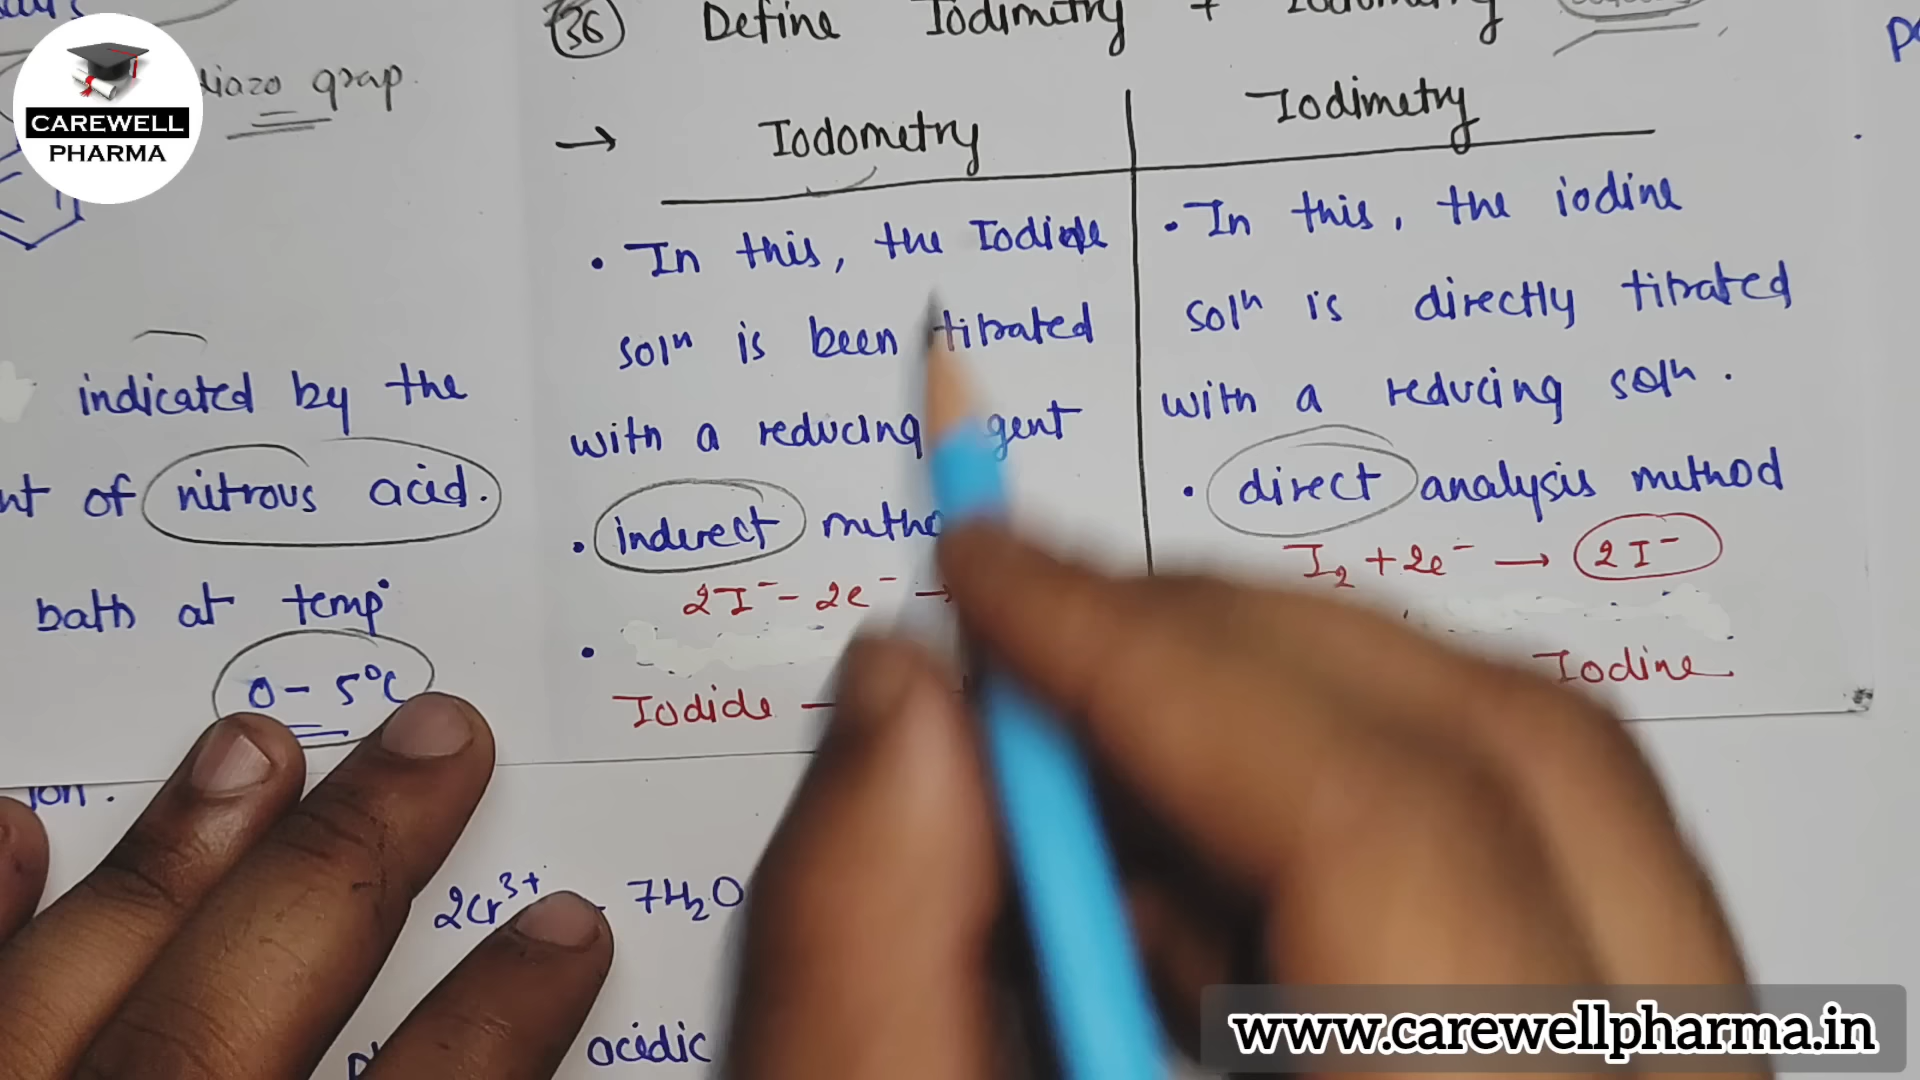 36 Define Iodimetry +
diazo grap.
CAREWELL
PHARMA
→ Iodometry
• In this, the Iodide
solⁿ is been titrated
with a reducing gent
• indirect metho
2I⁻ - 2e⁻ →
•
Iodide —
Iodimetry
• In this, the iodine
solⁿ is directly titrated
with a reducing solⁿ.
• direct analysis method
I₂ + 2e⁻ → 2I⁻
Iodine
indicated by the
nt of nitrous acid.
bath at temp
0 - 5°C
ion.
2Cr³⁺ 7H₂O
acidic
www.carewellpharma.in